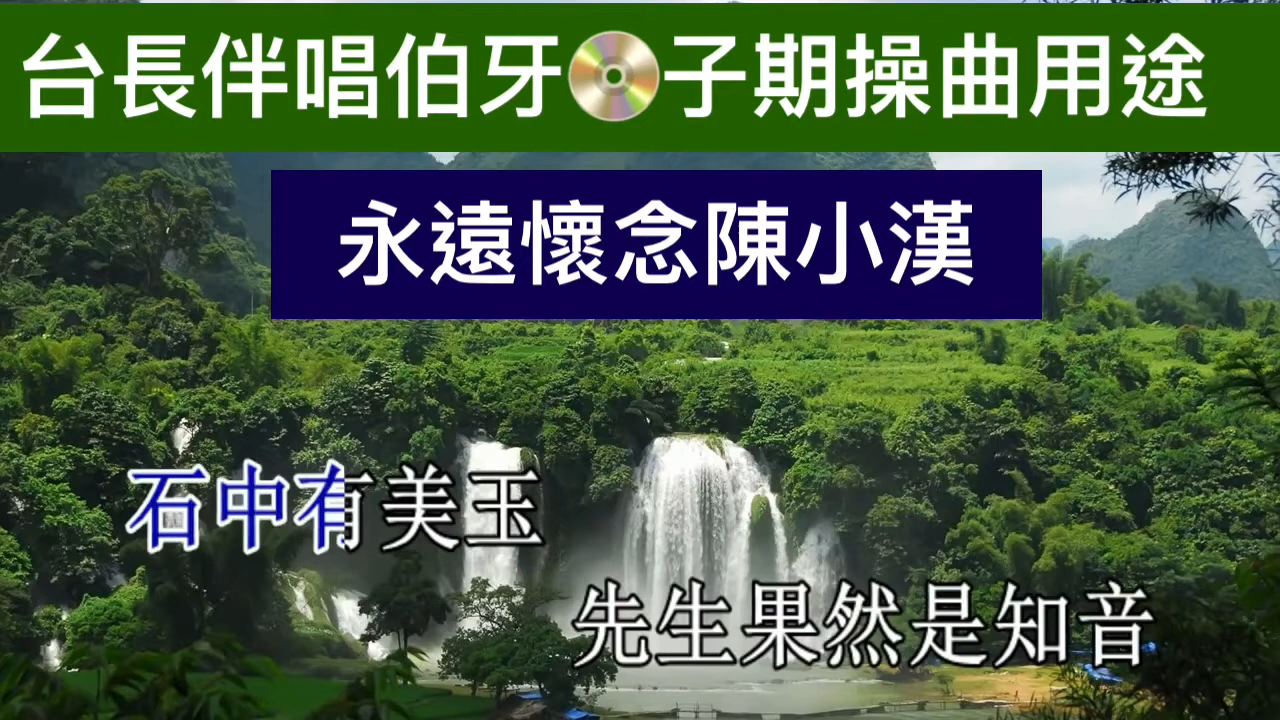 台長伴唱伯牙📀子期操曲用途
永遠懷念陳小漢
石中有美玉
先生果然是知音